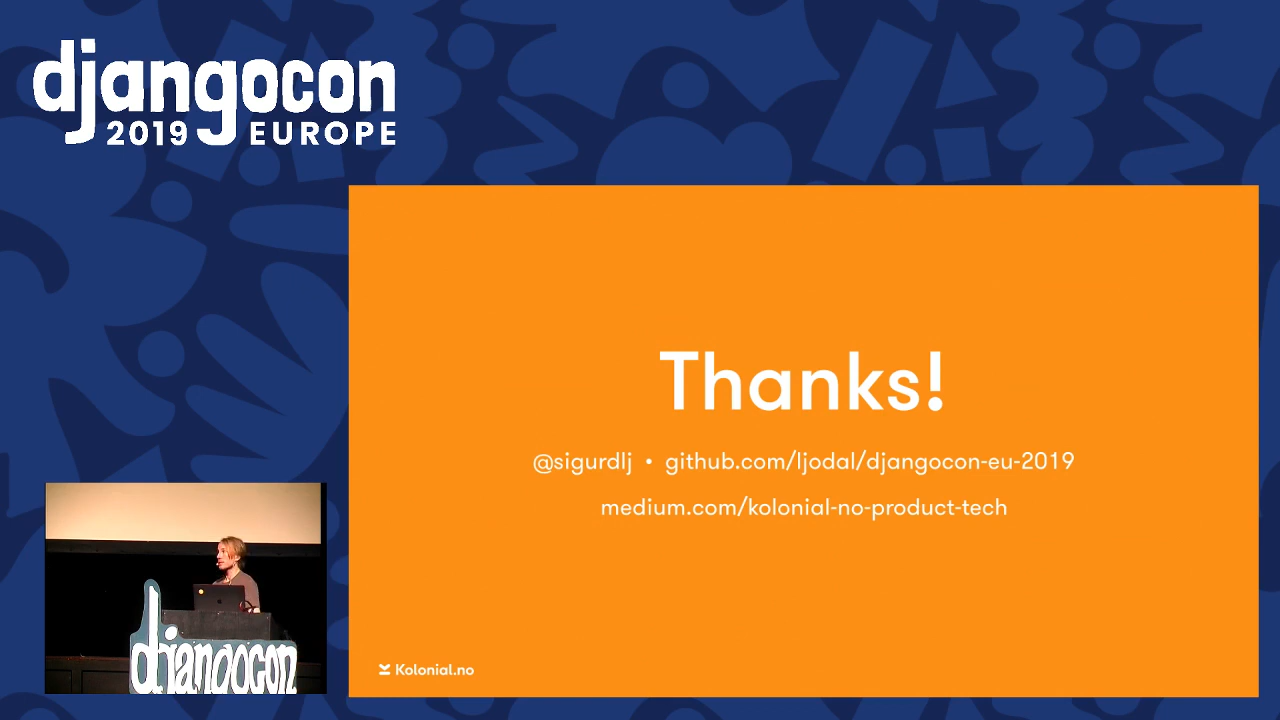 djangocon
2019 EUROPE
Thanks!
@sigurdlj • github.com/ljodal/djangocon-eu-2019
medium.com/kolonial-no-product-tech
Kolonial.no
djangocon